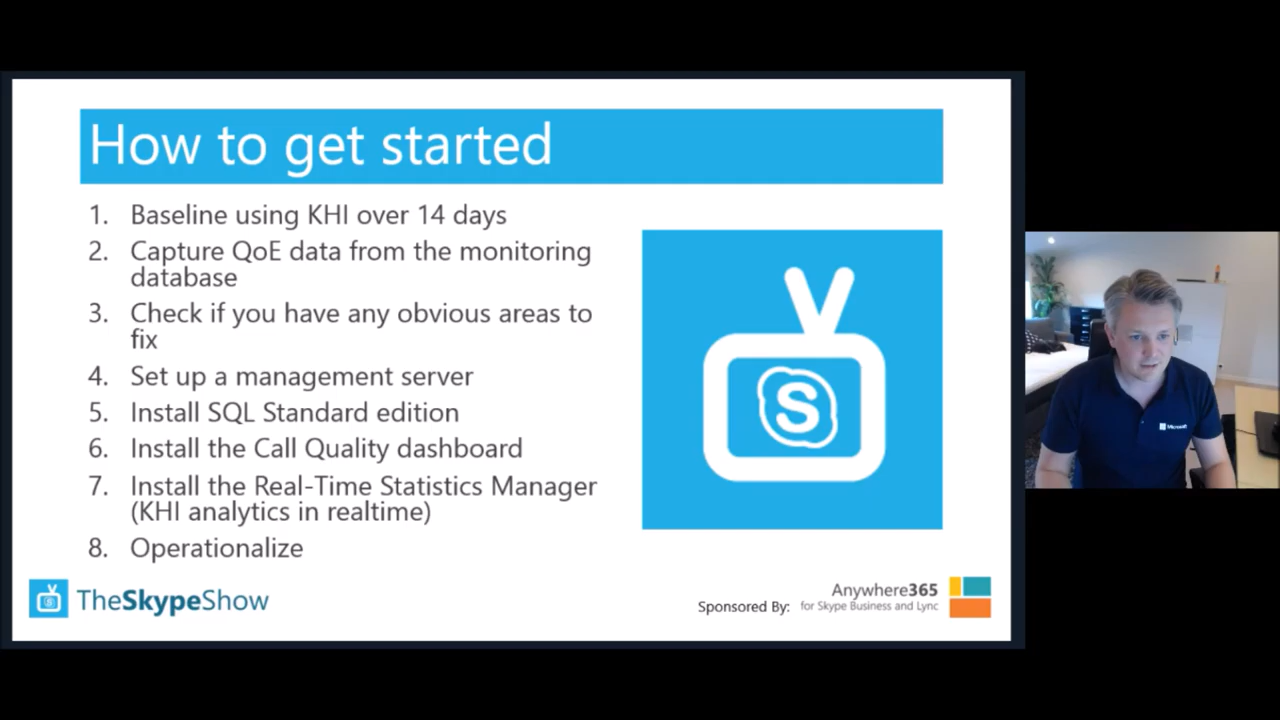 How to get started
1. Baseline using KHI over 14 days
2. Capture QoE data from the monitoring
database
3. Check if you have any obvious areas to
fix
4. Set up a management server
5. Install SQL Standard edition
6. Install the Call Quality dashboard
7. Install the Real-Time Statistics Manager
(KHI analytics in realtime)
8. Operationalize
S
S
TheSkypeShow
Sponsored By:
Anywhere365
for Skype Business and Lync
Microsoft